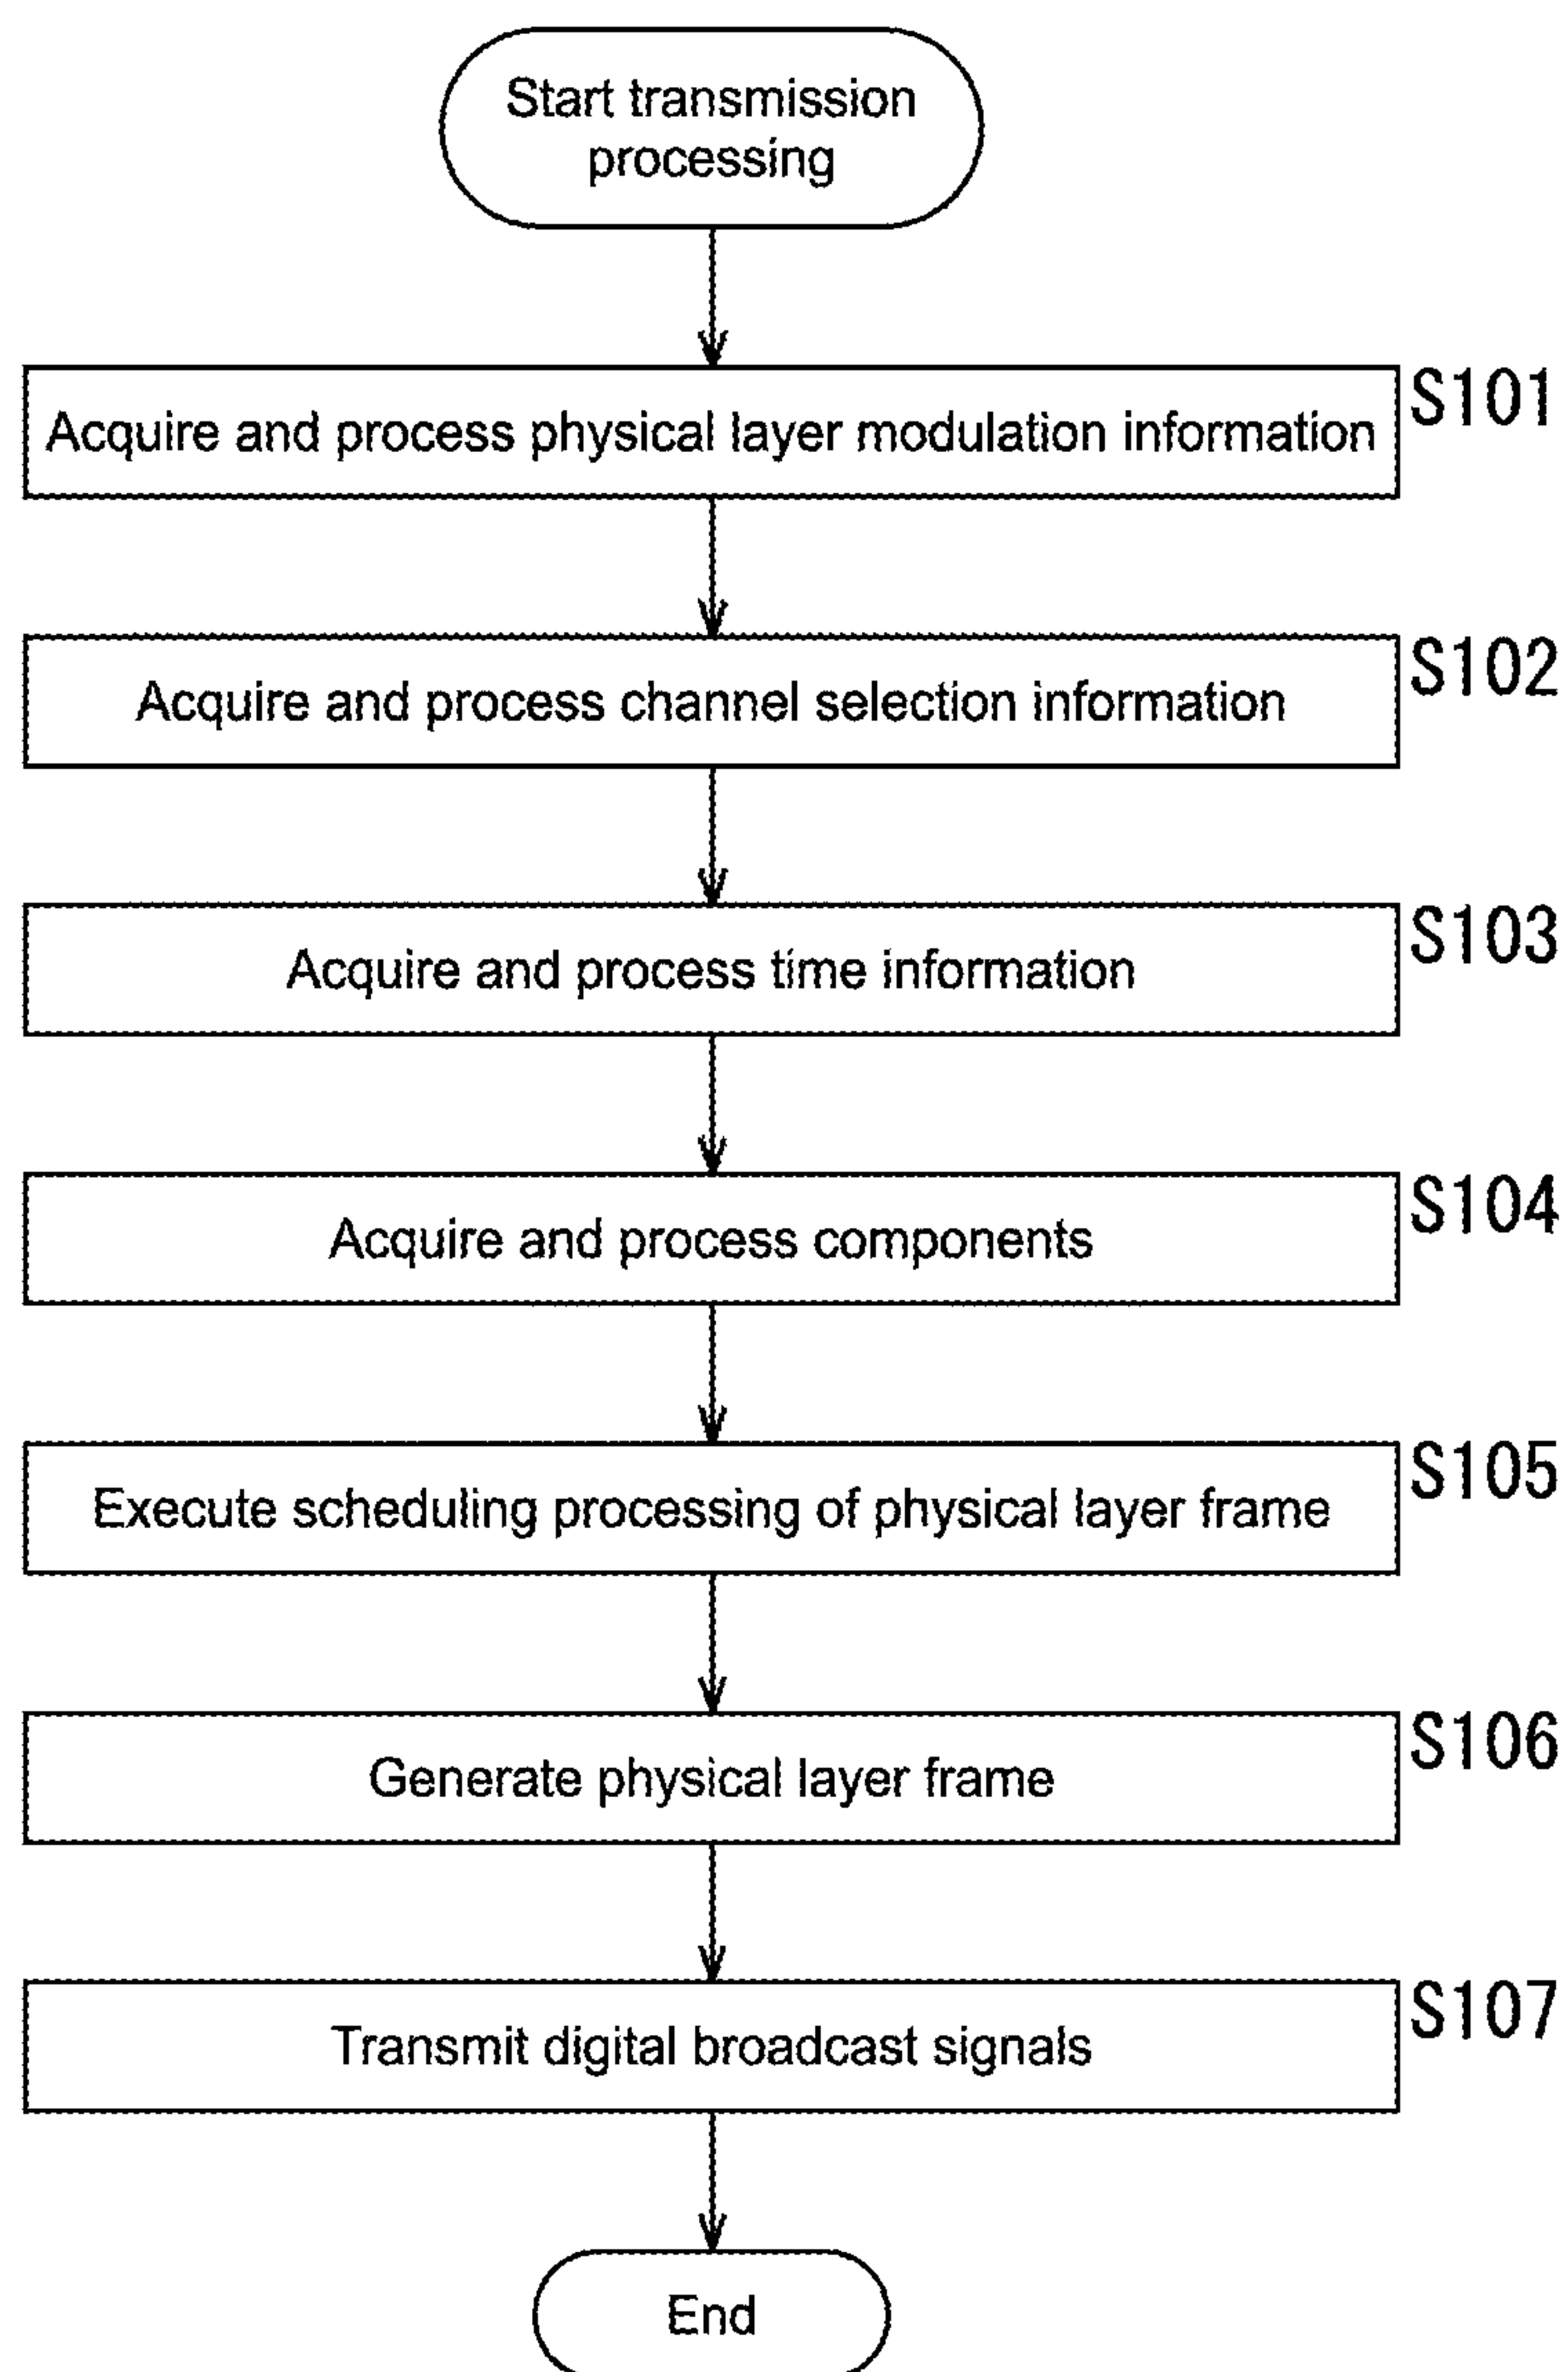 Start transmission
processing
Acquire and process physical layer modulation information
S101
Acquire and process channel selection information
S102
Acquire and process time information
S103
Acquire and process components
S104
Execute scheduling processing of physical layer frame
S105
Generate physical layer frame
S106
Transmit digital broadcast signals
S107
End